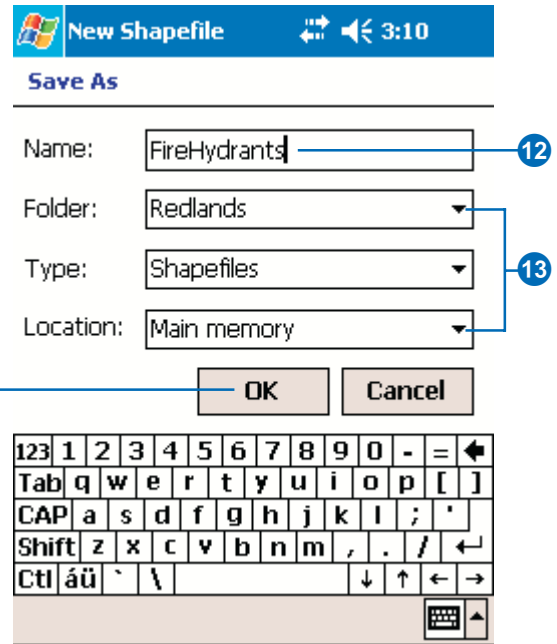 New Shapefile 3:10
Save As
Name: FireHydrants 12
Folder: Redlands
13
Type: Shapefiles
Location: Main memory
OK Cancel
123 1 2 3 4 5 6 7 8 9 0 - =
Tab q w e r t y u i o p [ ]
CAP a s d f g h j k l ; '
Shift z x c v b n m , . /
Ctl áü ` \